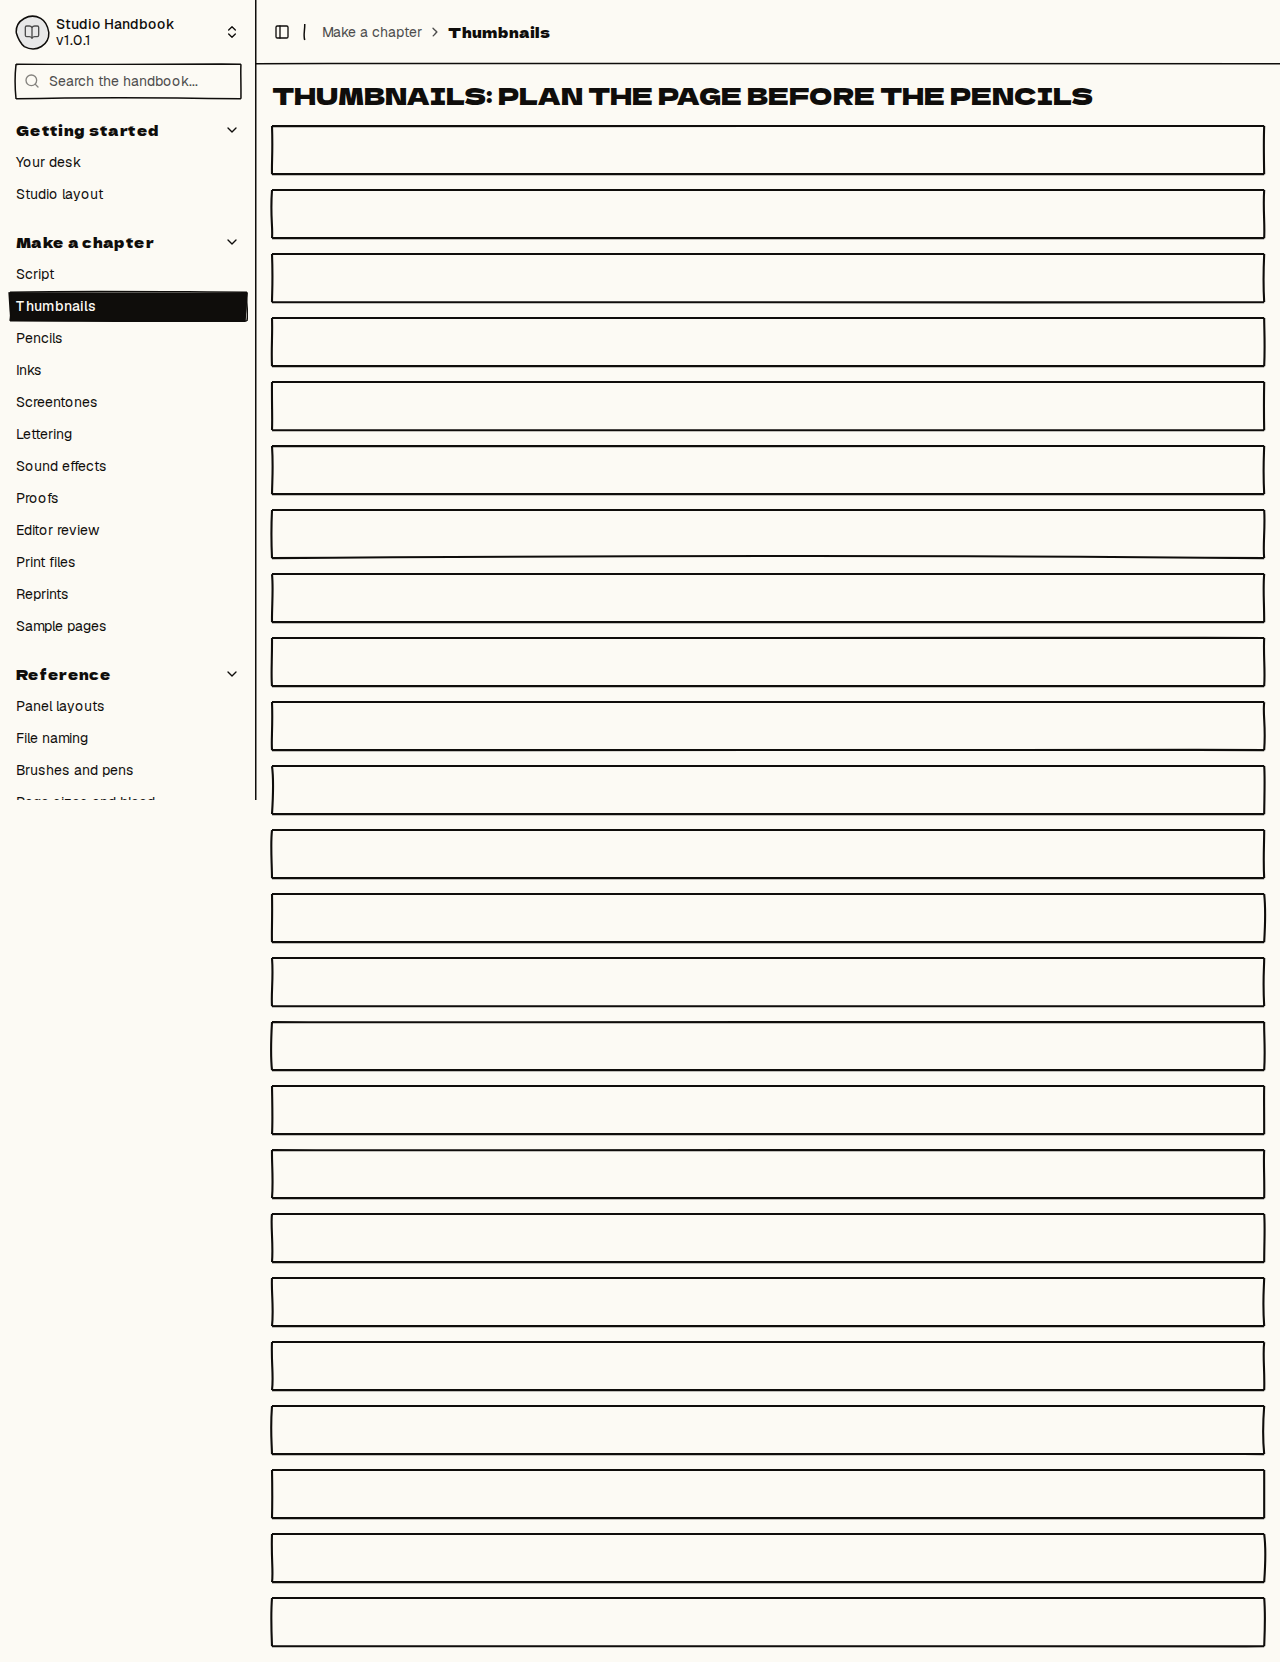 Studio Handbook
v1.0.1
Search the handbook...
Getting started
Your desk
Studio layout
Make a chapter
Script
Thumbnails
Pencils
Inks
Screentones
Lettering
Sound effects
Proofs
Editor review
Print files
Reprints
Sample pages
Reference
Panel layouts
File naming
Brushes and pens
Make a chapter
Thumbnails
THUMBNAILS: PLAN THE PAGE BEFORE THE PENCILS